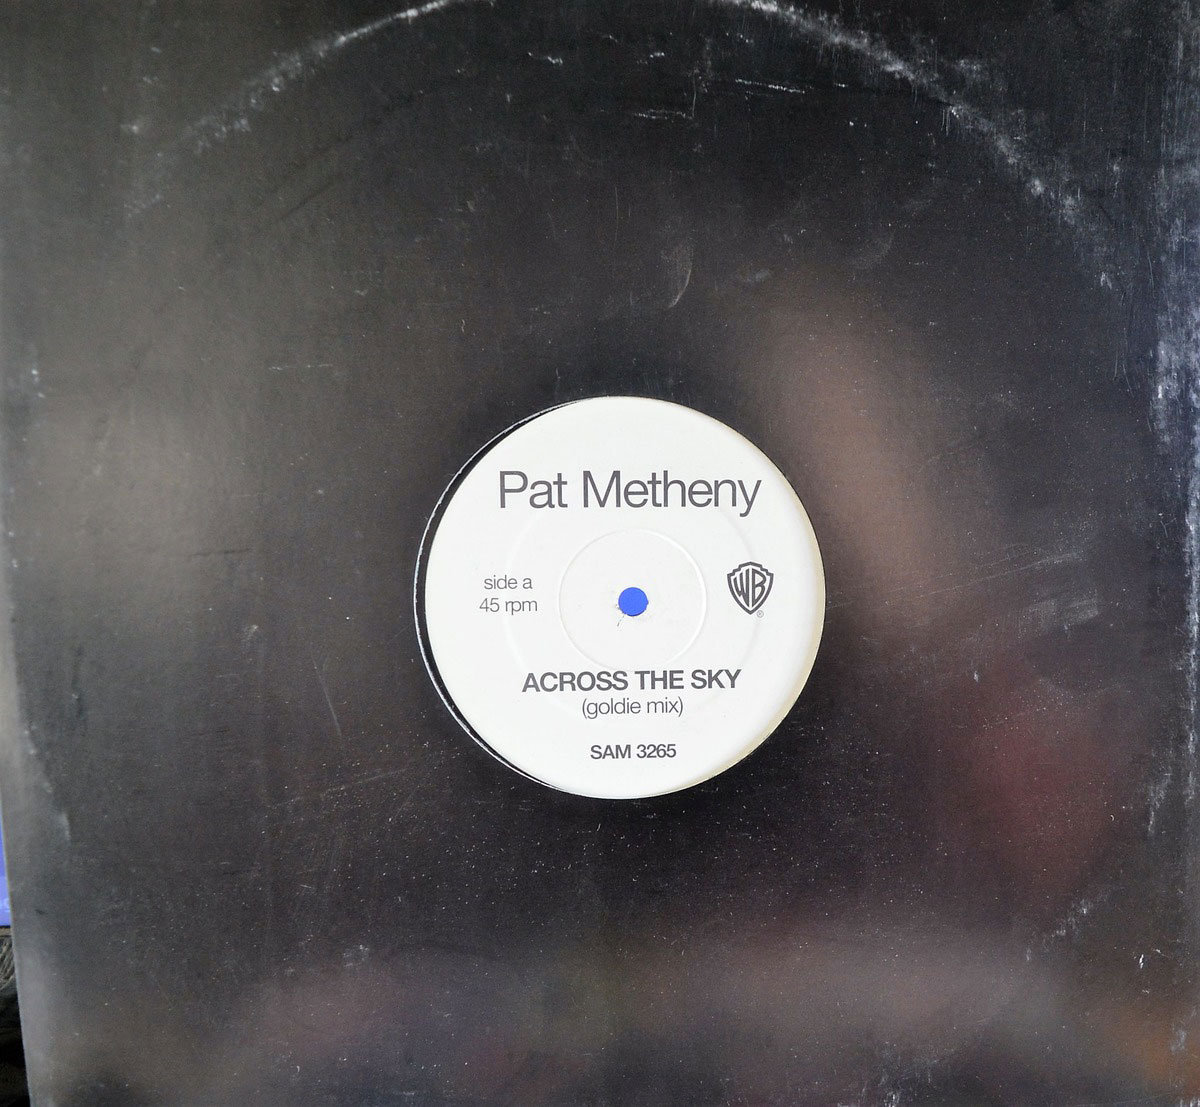 Pat Metheny
side a
45 rpm
WB
®
ACROSS THE SKY
(goldie mix)
SAM 3265